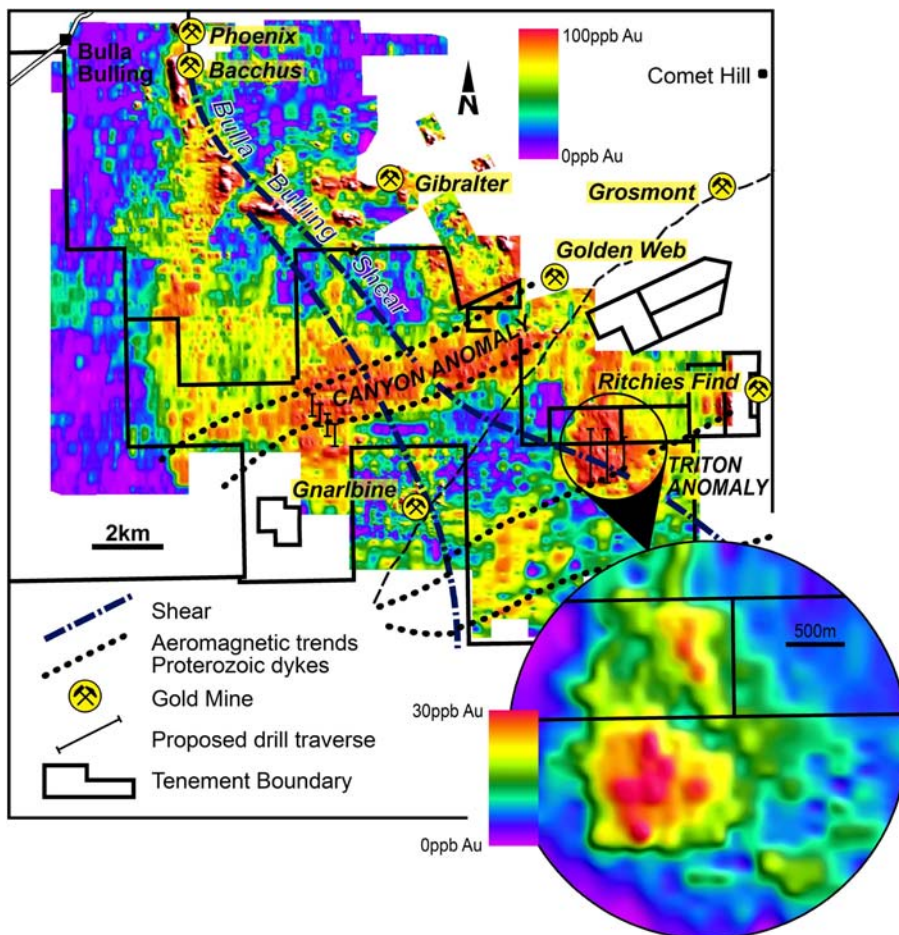 Phoenix
Bulla
Bulling
Bacchus
N
100ppb Au
0ppb Au
Comet Hill
Bulla
Bulling
Shear
Gibralter
Grosmont
Golden Web
CANYON ANOMALY
Ritchies Find
TRITON
ANOMALY
Gnarlbine
2km
Shear
Aeromagnetic trends
Proterozoic dykes
Gold Mine
Proposed drill traverse
Tenement Boundary
500m
30ppb Au
0ppb Au